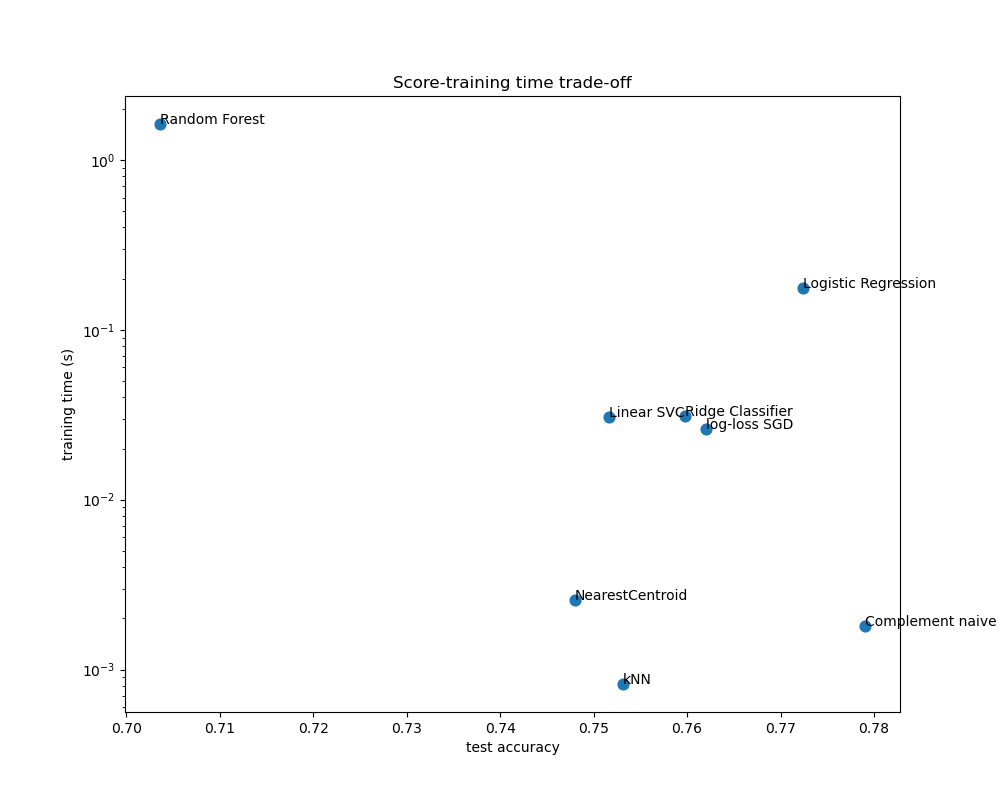 Score-training time trade-off
Random Forest
Logistic Regression
Linear SVC
Ridge Classifier
log-loss SGD
NearestCentroid
Complement naive
kNN
training time (s)
10⁰
10⁻¹
10⁻²
10⁻³
0.70 0.71 0.72 0.73 0.74 0.75 0.76 0.77 0.78
test accuracy